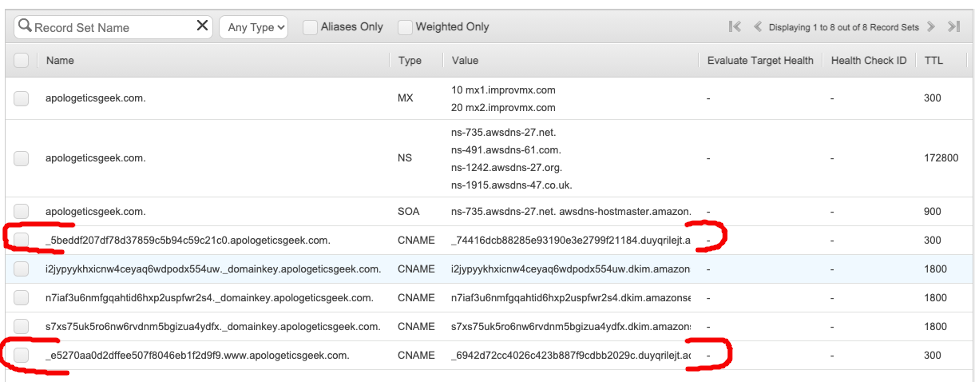 Record Set Name X Any Type Aliases Only Weighted Only Displaying 1 to 8 out of 8 Record Sets
Name Type Value Evaluate Target Health Health Check ID TTL
apologeticsgeek.com. MX 10 mx1.improvmx.com - - 300
20 mx2.improvmx.com
ns-735.awsdns-27.net.
ns-491.awsdns-61.com.
apologeticsgeek.com. NS - - 172800
ns-1242.awsdns-27.org.
ns-1915.awsdns-47.co.uk.
apologeticsgeek.com. SOA ns-735.awsdns-27.net. awsdns-hostmaster.amazon. - - 900
_5beddf207df78d37859c5b94c59c21c0.apologeticsgeek.com. CNAME _74416dcb88285e93190e3e2799f21184.duyqrilejt.a - - 300
i2jypyykhxicnw4ceyaq6wdpodx554uw._domainkey.apologeticsgeek.com. CNAME i2jypyykhxicnw4ceyaq6wdpodx554uw.dkim.amazon - - 1800
n7iaf3u6nmfgqahtid6hxp2uspfwr2s4._domainkey.apologeticsgeek.com. CNAME n7iaf3u6nmfgqahtid6hxp2uspfwr2s4.dkim.amazonse - - 1800
s7xs75uk5ro6nw6rvdnm5bgizua4ydfx._domainkey.apologeticsgeek.com. CNAME s7xs75uk5ro6nw6rvdnm5bgizua4ydfx.dkim.amazon - - 1800
_e5270aa0d2dffee507f8046eb1f2d9f9.www.apologeticsgeek.com. CNAME _6942d72cc4026c423b887f9cdbb2029c.duyqrilejt.ac - - 300